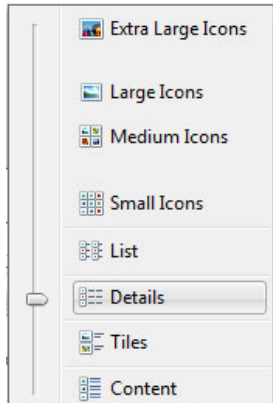 Extra Large Icons
Large Icons
Medium Icons
Small Icons
List
Details
Tiles
Content